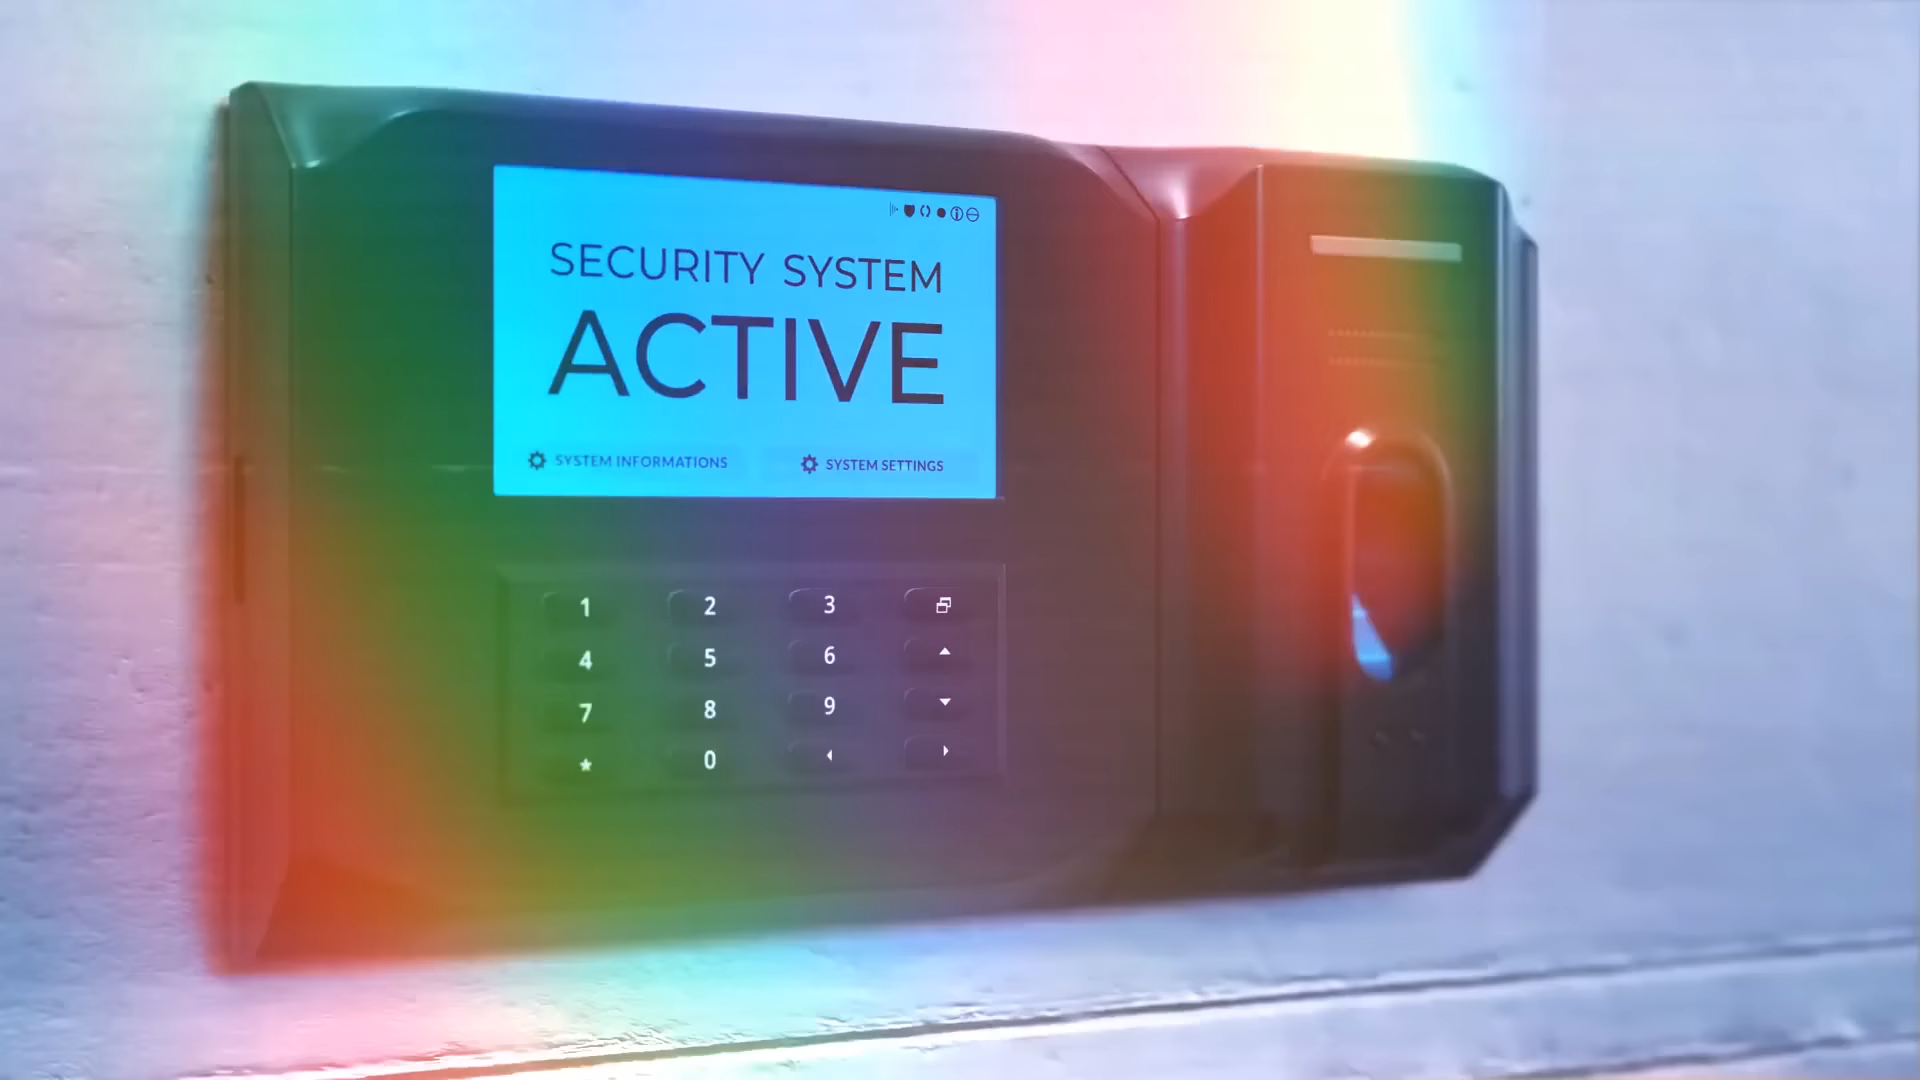 SECURITY SYSTEM
ACTIVE
SYSTEM INFORMATIONS SYSTEM SETTINGS
1 2 3
4 5 6
7 8 9
* 0